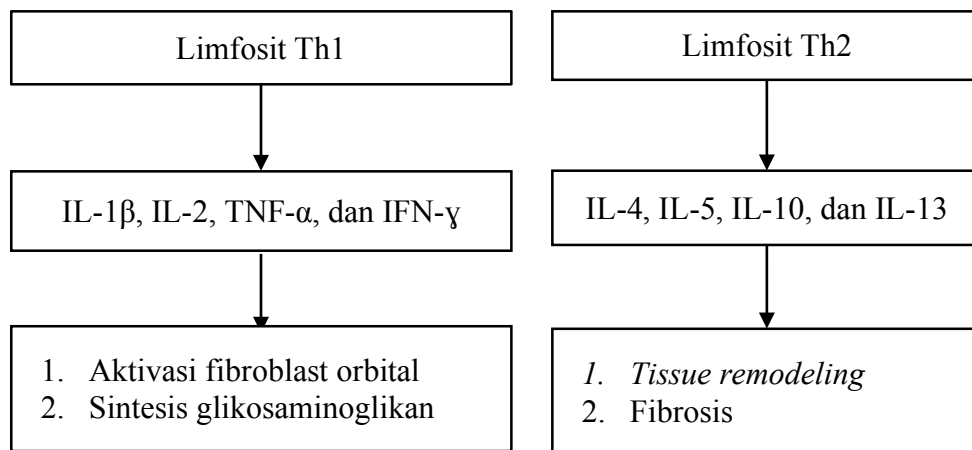 Limfosit Th1
Limfosit Th2
IL-1β, IL-2, TNF-α, dan IFN-ɣ
IL-4, IL-5, IL-10, dan IL-13
1. Aktivasi fibroblast orbital
2. Sintesis glikosaminoglikan
1. Tissue remodeling
2. Fibrosis